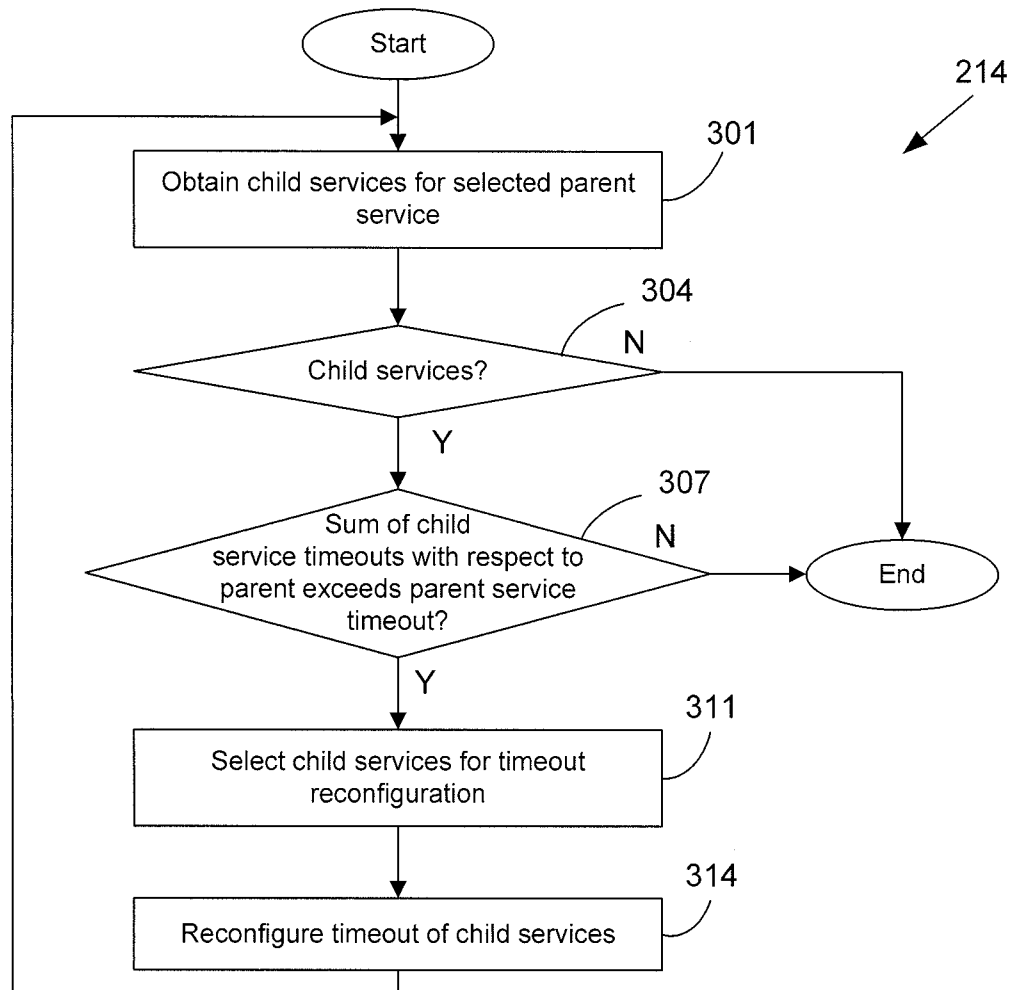 Start
214
301
Obtain child services for selected parent
service
304
N
Child services?
Y
307
N
Sum of child
service timeouts with respect to
parent exceeds parent service
timeout?
End
Y
311
Select child services for timeout
reconfiguration
314
Reconfigure timeout of child services